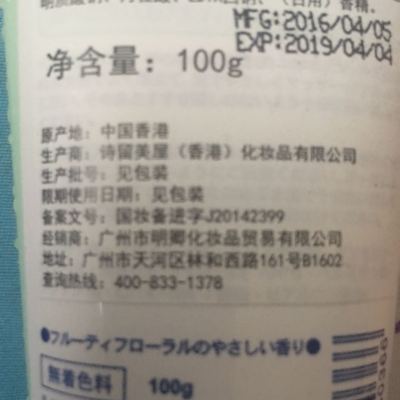 MFG:2016/04/05
EXP:2019/04/04
净含量：100g
原产地：中国香港
生产商：诗留美屋（香港）化妆品有限公司
生产批号：见包装
限期使用日期：见包装
备案文号：国妆备进字J20142399
经销商：广州市明卿化妆品贸易有限公司
地址：广州市天河区林和西路161号B1602
查询热线：400-833-1378
●フルーティフローラルのやさしい香り●
無着色料 100g